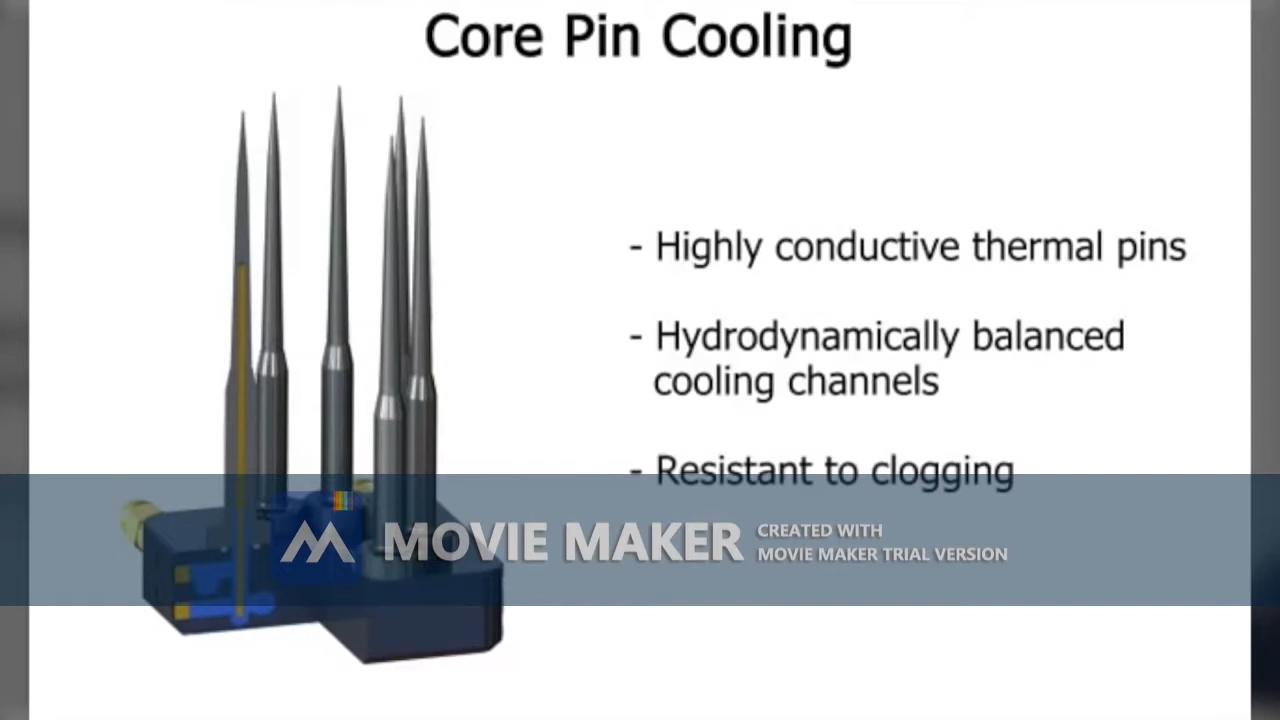 Core Pin Cooling
- Highly conductive thermal pins
- Hydrodynamically balanced
cooling channels
- Resistant to clogging
MOVIE MAKER
CREATED WITH
MOVIE MAKER TRIAL VERSION